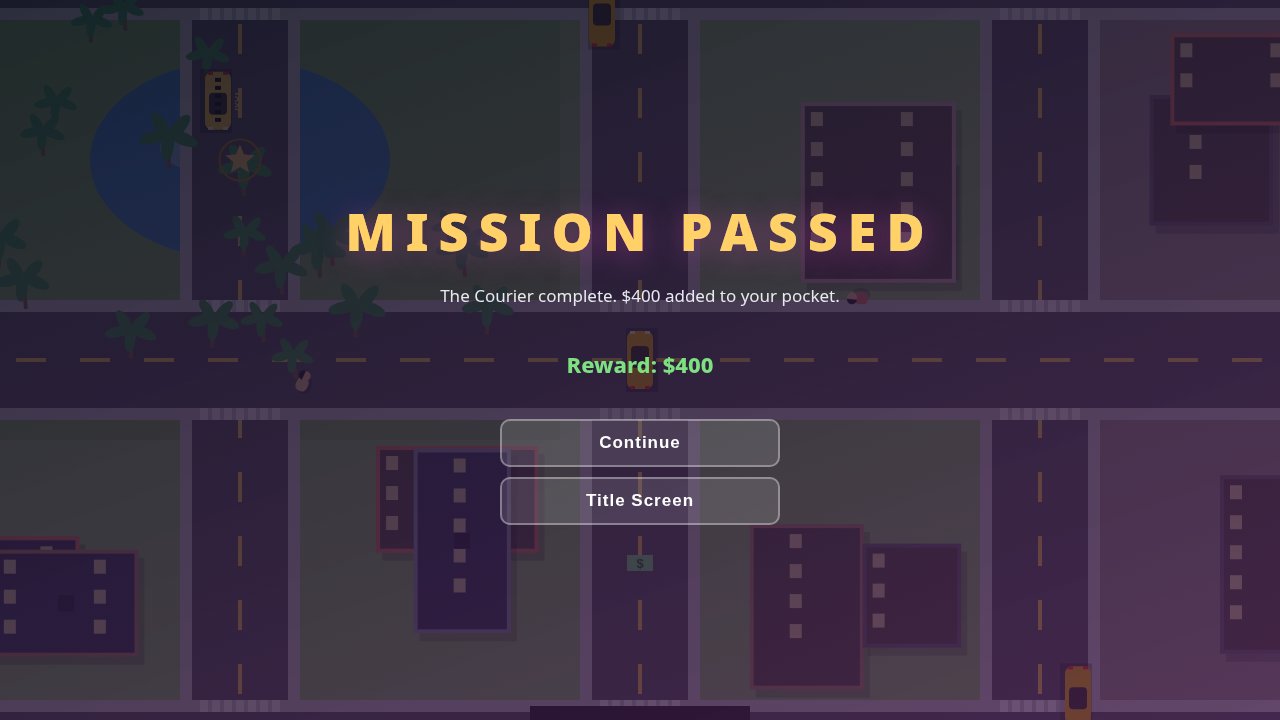 MISSION PASSED
The Courier complete. $400 added to your pocket.
Reward: $400
Continue
Title Screen
$